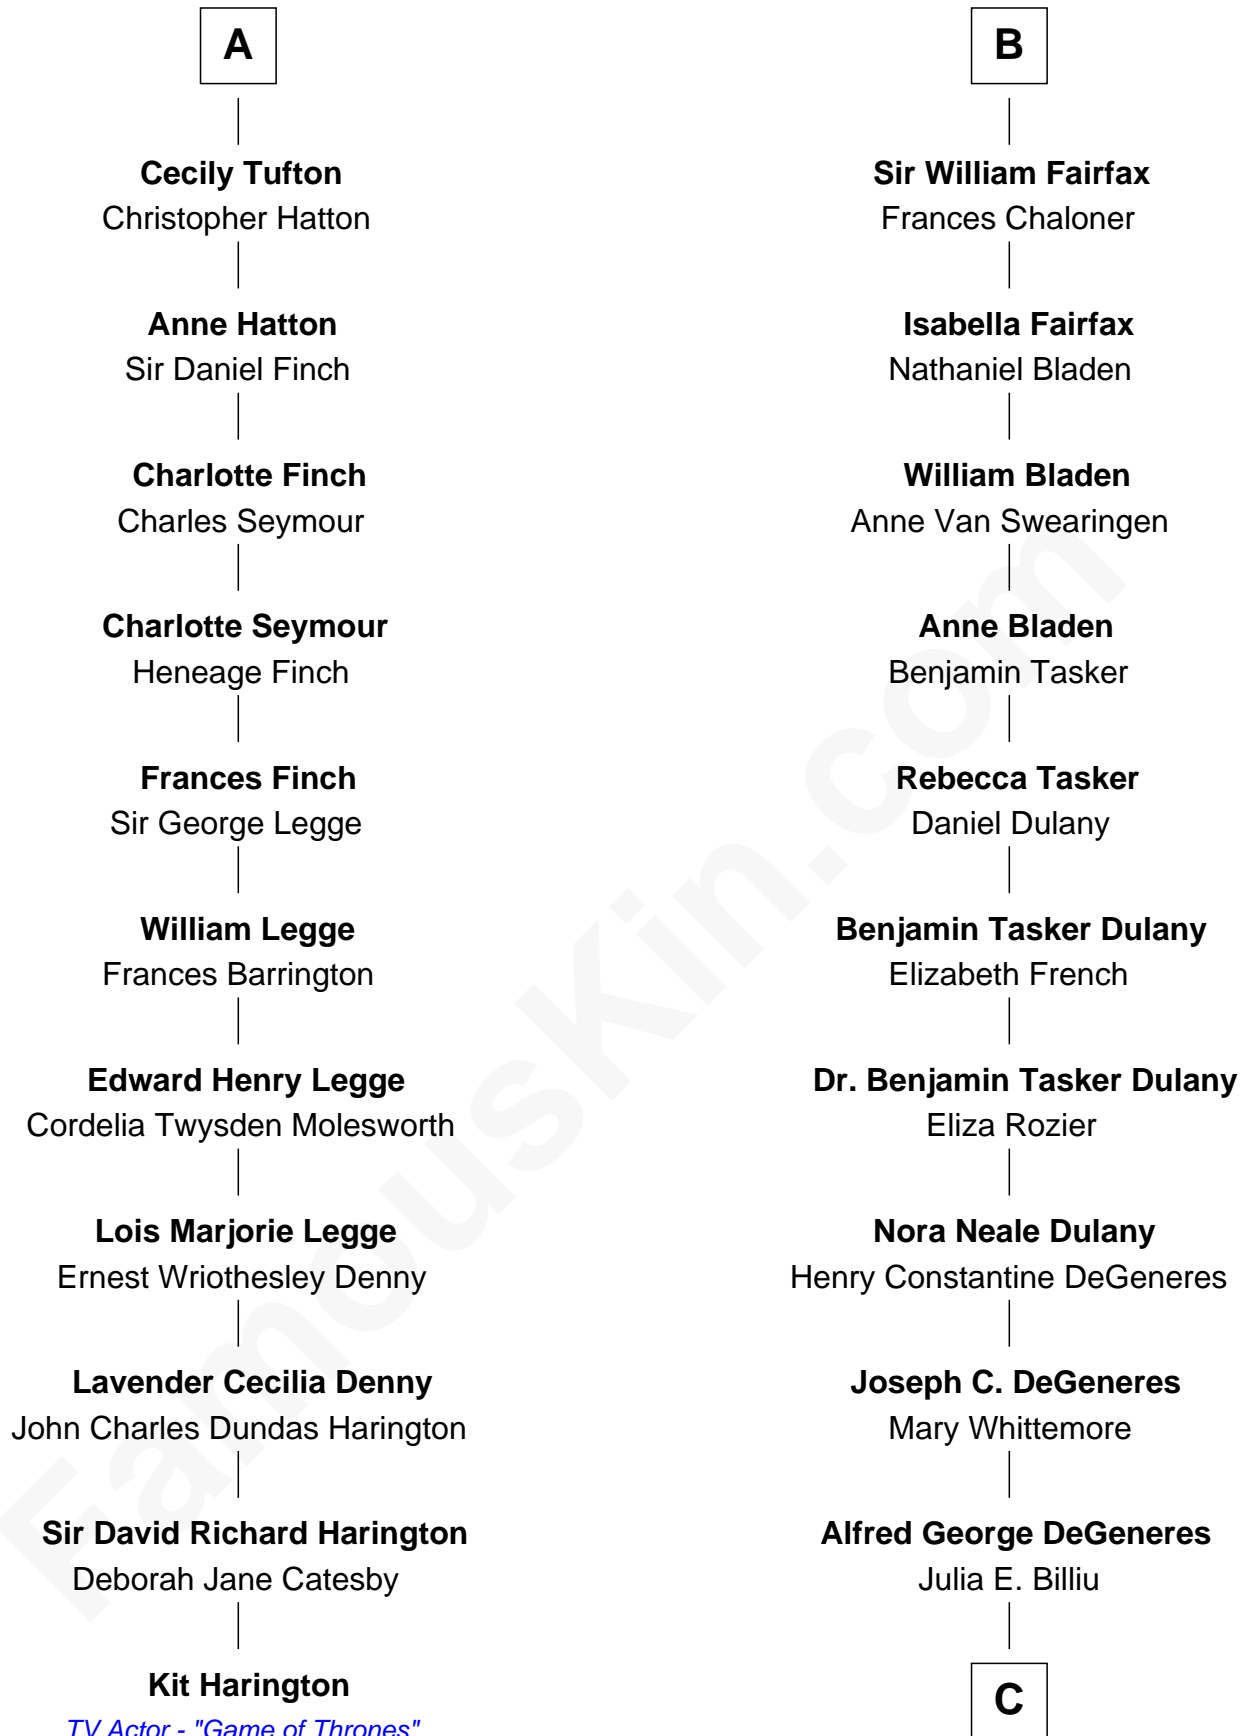 A
Cecily Tufton
Christopher Hatton
Anne Hatton
Sir Daniel Finch
Charlotte Finch
Charles Seymour
Charlotte Seymour
Heneage Finch
Frances Finch
Sir George Legge
William Legge
Frances Barrington
Edward Henry Legge
Cordelia Twysden Molesworth
Lois Marjorie Legge
Ernest Wriothesley Denny
Lavender Cecilia Denny
John Charles Dundas Harington
Sir David Richard Harington
Deborah Jane Catesby
Kit Harington
TV Actor - "Game of Thrones"
B
Sir William Fairfax
Frances Chaloner
Isabella Fairfax
Nathaniel Bladen
William Bladen
Anne Van Swearingen
Anne Bladen
Benjamin Tasker
Rebecca Tasker
Daniel Dulany
Benjamin Tasker Dulany
Elizabeth French
Dr. Benjamin Tasker Dulany
Eliza Rozier
Nora Neale Dulany
Henry Constantine DeGeneres
Joseph C. DeGeneres
Mary Whittemore
Alfred George DeGeneres
Julia E. Billiu
C
FamousKin.com